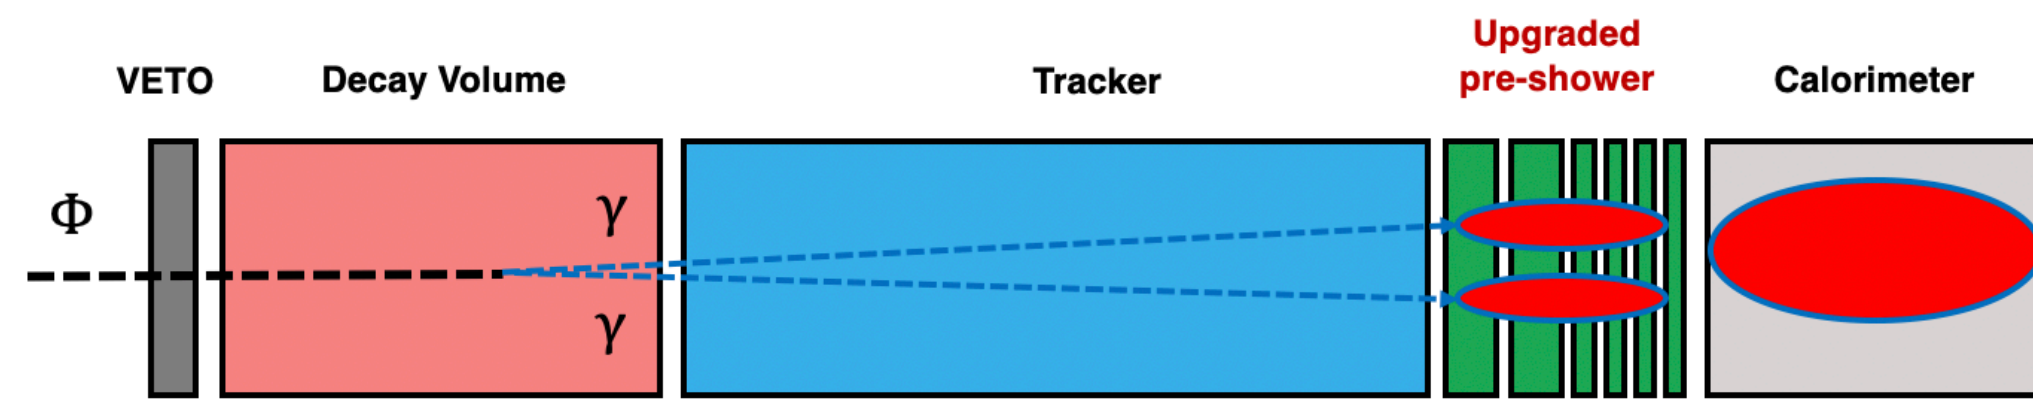 Upgraded
VETO Decay Volume Tracker pre-shower Calorimeter
Φ γ
γ